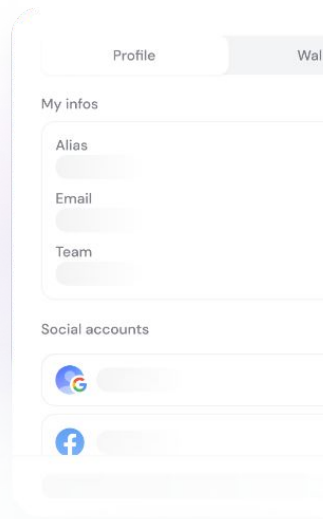 Profile
Wal
My infos
Alias
Email
Team
Social accounts